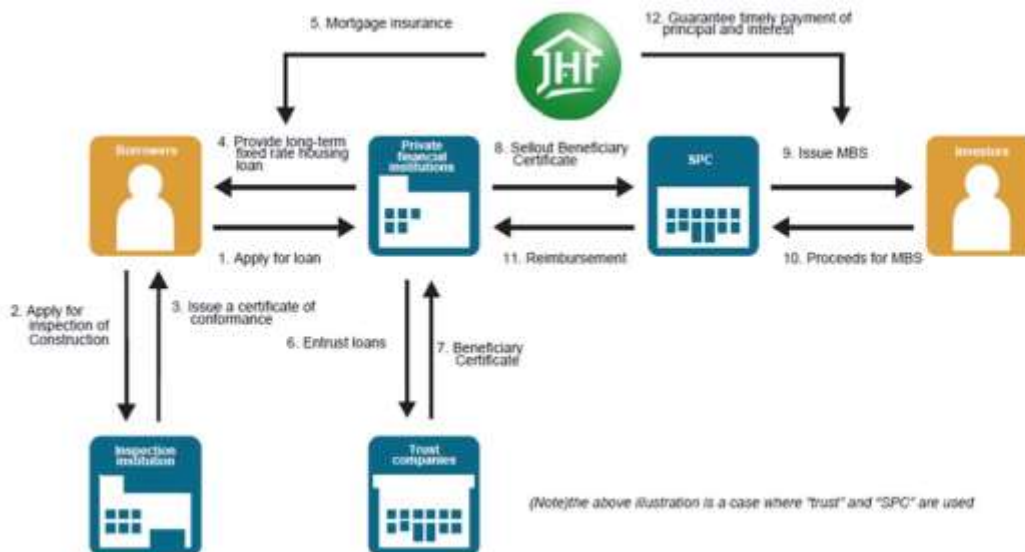 5. Mortgage insurance
12. Guarantee timely payment of
principal and interest
JHF
Borrowers
4. Provide long-term
fixed rate housing
loan
Private
financial
institutions
8. Sellout Beneficiary
Certificate
SPC
9. Issue MBS
Investors
1. Apply for loan
11. Reimbursement
10. Proceeds for MBS
2. Apply for
inspection of
Construction
3. Issue a certificate of
conformance
6. Entrust loans
7. Beneficiary
Certificate
Inspection
institution
Trust
companies
(Note)the above illustration is a case where "trust" and "SPC" are used